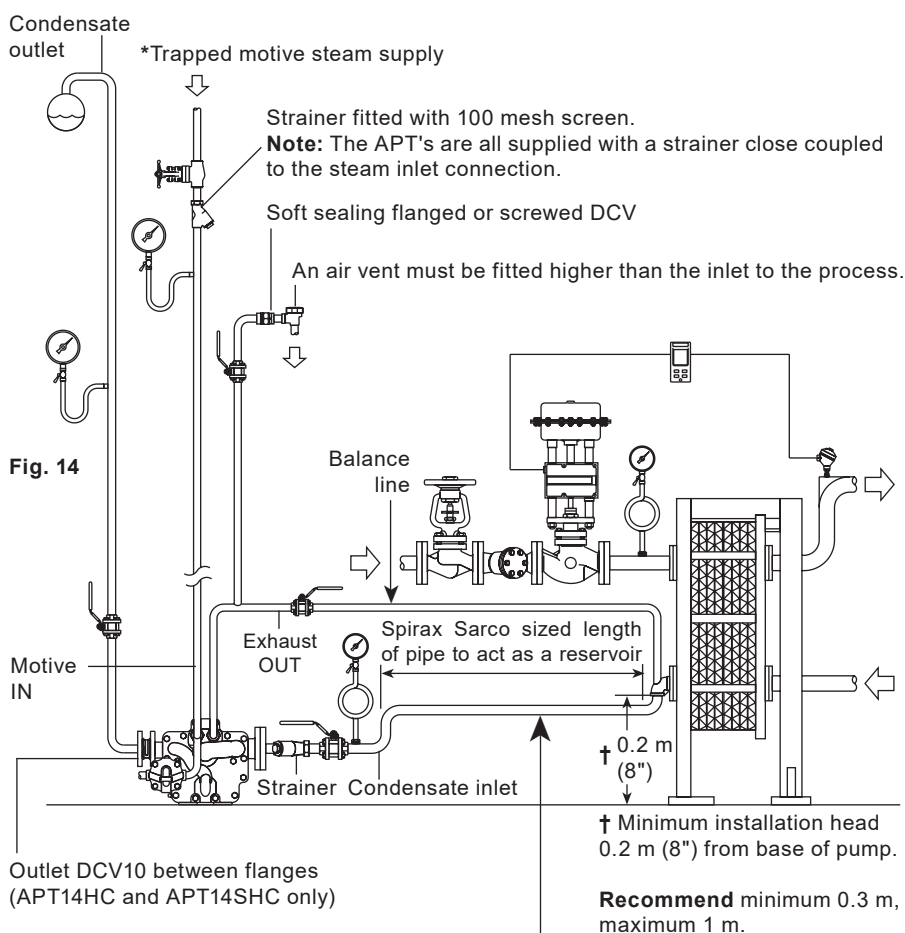 Condensate
outlet
*Trapped motive steam supply
Strainer fitted with 100 mesh screen.
Note: The APT's are all supplied with a strainer close coupled
to the steam inlet connection.
Soft sealing flanged or screwed DCV
An air vent must be fitted higher than the inlet to the process.
Fig. 14
Balance
line
Exhaust
OUT
Spirax Sarco sized length
of pipe to act as a reservoir
Motive
IN
† 0.2 m
(8")
Strainer
Condensate inlet
† Minimum installation head
0.2 m (8") from base of pump.
Outlet DCV10 between flanges
(APT14HC and APT14SHC only)
Recommend minimum 0.3 m,
maximum 1 m.